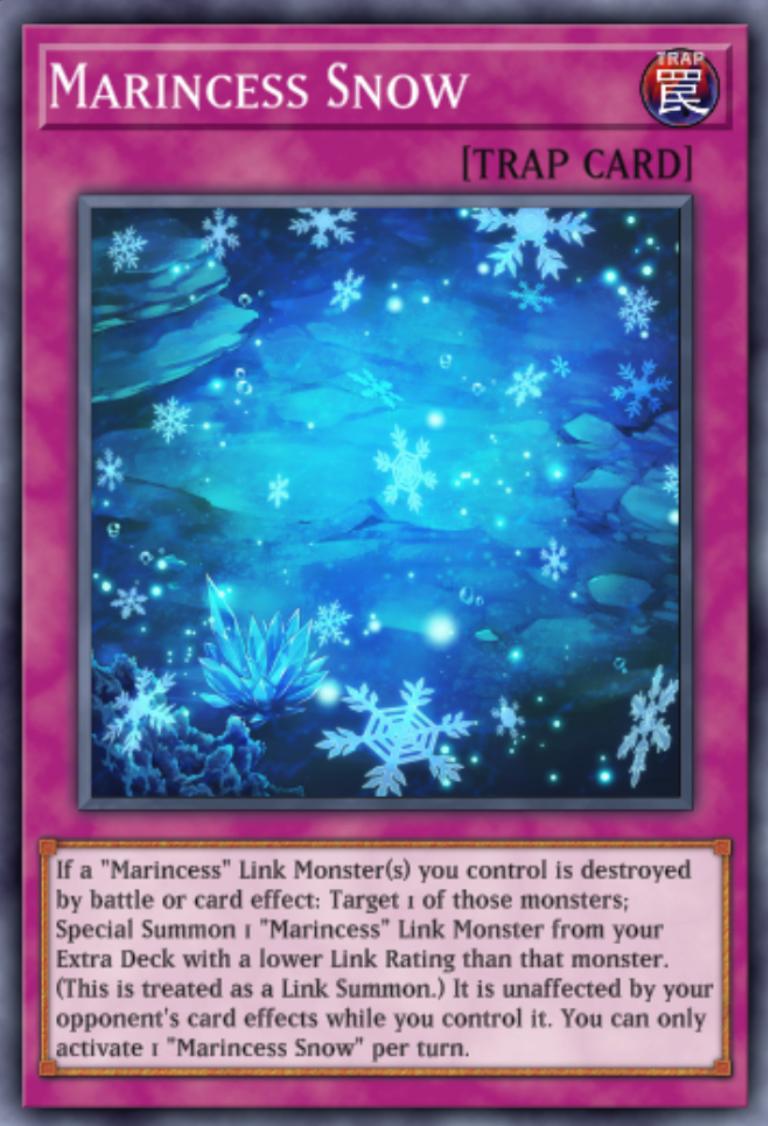 Marincess Snow
TRAP
罠
[TRAP CARD]
If a "Marincess" Link Monster(s) you control is destroyed
by battle or card effect: Target 1 of those monsters;
Special Summon 1 "Marincess" Link Monster from your
Extra Deck with a lower Link Rating than that monster.
(This is treated as a Link Summon.) It is unaffected by your
opponent's card effects while you control it. You can only
activate 1 "Marincess Snow" per turn.